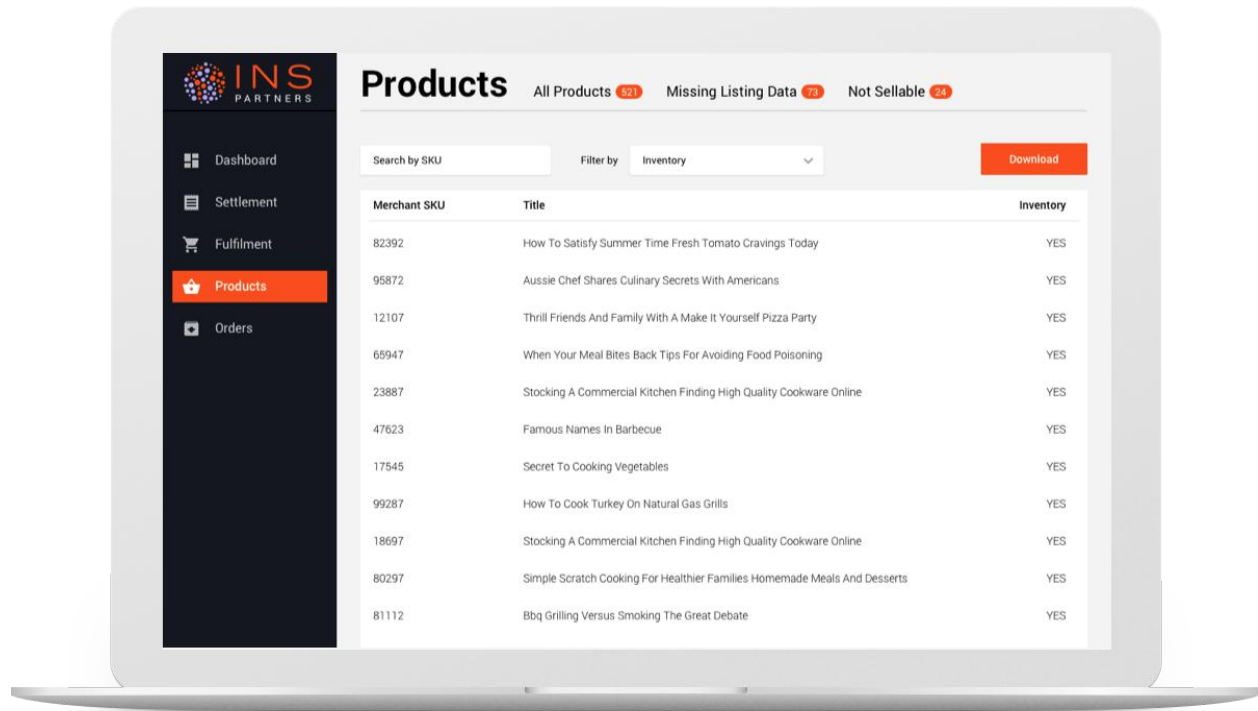 INS
PARTNERS
Products
All Products 521
Missing Listing Data 73
Not Sellable 24
Dashboard
Settlement
Fulfilment
Products
Orders
Search by SKU
Filter by
Inventory
Download
Merchant SKU Title Inventory
82392 How To Satisfy Summer Time Fresh Tomato Cravings Today YES
95872 Aussie Chef Shares Culinary Secrets With Americans YES
12107 Thrill Friends And Family With A Make It Yourself Pizza Party YES
65947 When Your Meal Bites Back Tips For Avoiding Food Poisoning YES
23887 Stocking A Commercial Kitchen Finding High Quality Cookware Online YES
47623 Famous Names In Barbecue YES
17545 Secret To Cooking Vegetables YES
99287 How To Cook Turkey On Natural Gas Grills YES
18697 Stocking A Commercial Kitchen Finding High Quality Cookware Online YES
80297 Simple Scratch Cooking For Healthier Families Homemade Meals And Desserts YES
81112 Bbq Grilling Versus Smoking The Great Debate YES